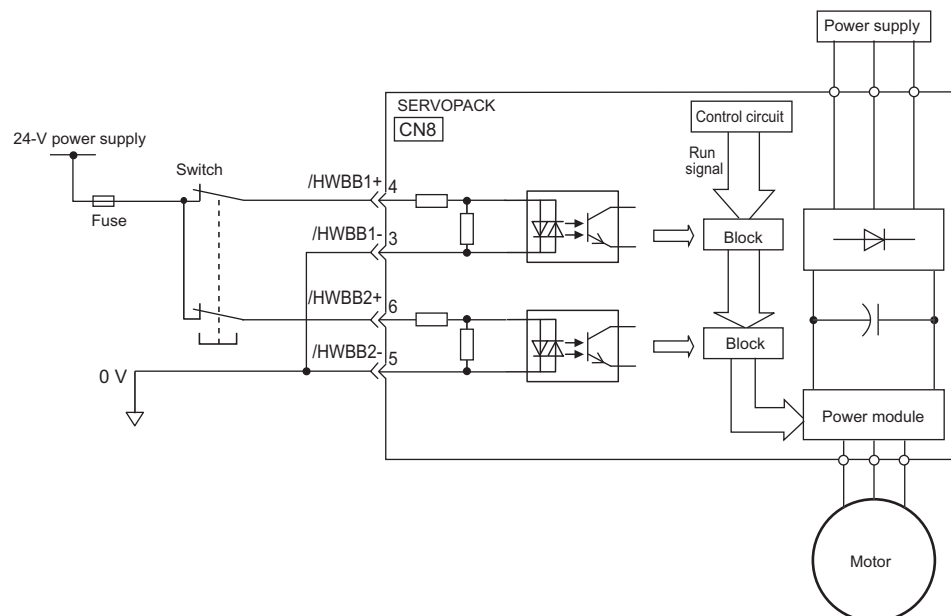 Power supply
SERVOPACK
CN8
Control circuit
24-V power supply
Run
signal
Switch
/HWBB1+
4
Fuse
/HWBB1-
3
Block
/HWBB2+
6
Block
/HWBB2-
5
0 V
Power module
Motor